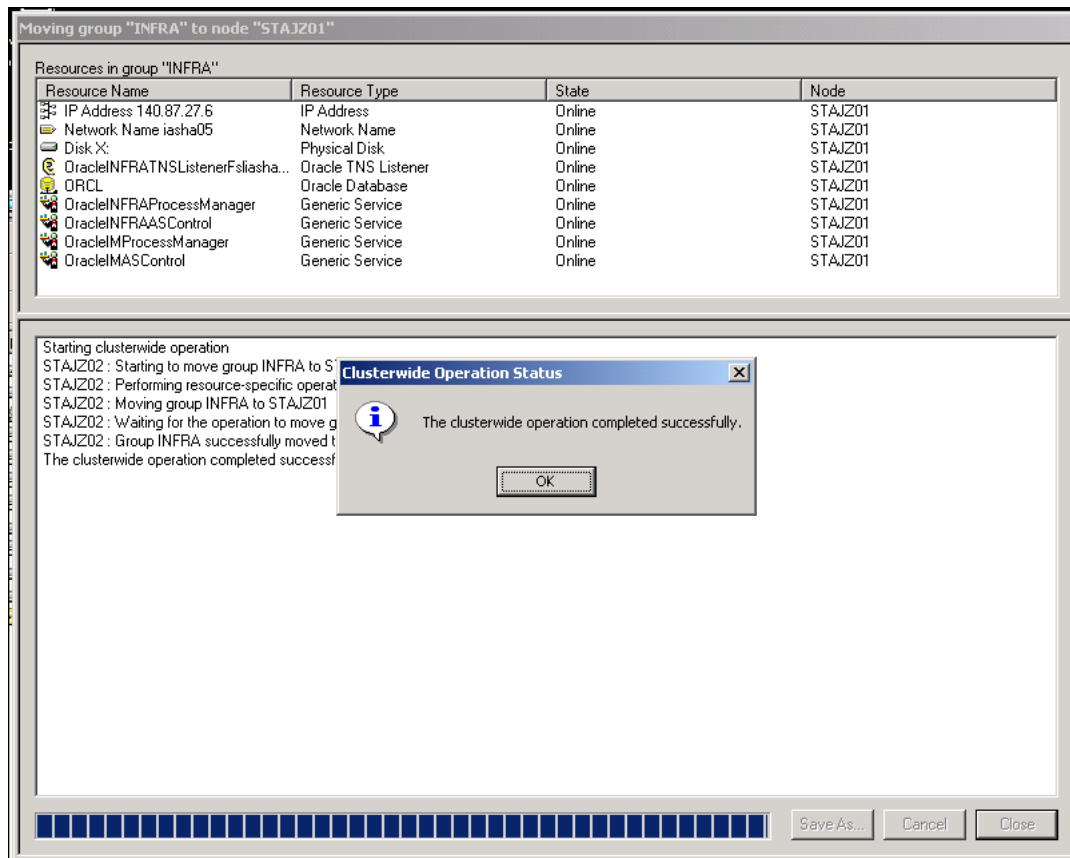 Moving group "INFRA" to node "STAJZ01"
Resources in group "INFRA"
Resource Name Resource Type State Node
IP Address 140.87.27.6 IP Address Online STAJZ01
Network Name iasha05 Network Name Online STAJZ01
Disk X: Physical Disk Online STAJZ01
OracleINFRATNSListenerFsliasha... Oracle TNS Listener Online STAJZ01
ORCL Oracle Database Online STAJZ01
OracleINFRAProcessManager Generic Service Online STAJZ01
OracleINFRAASControl Generic Service Online STAJZ01
OracleIMProcessManager Generic Service Online STAJZ01
OracleIMASControl Generic Service Online STAJZ01
Starting clusterwide operation
STAJZ02 : Starting to move group INFRA to S
STAJZ02 : Performing resource-specific operat
STAJZ02 : Moving group INFRA to STAJZ01
STAJZ02 : Waiting for the operation to move g
STAJZ02 : Group INFRA successfully moved t
The clusterwide operation completed successf
Clusterwide Operation Status
The clusterwide operation completed successfully.
OK
Save As... Cancel Close